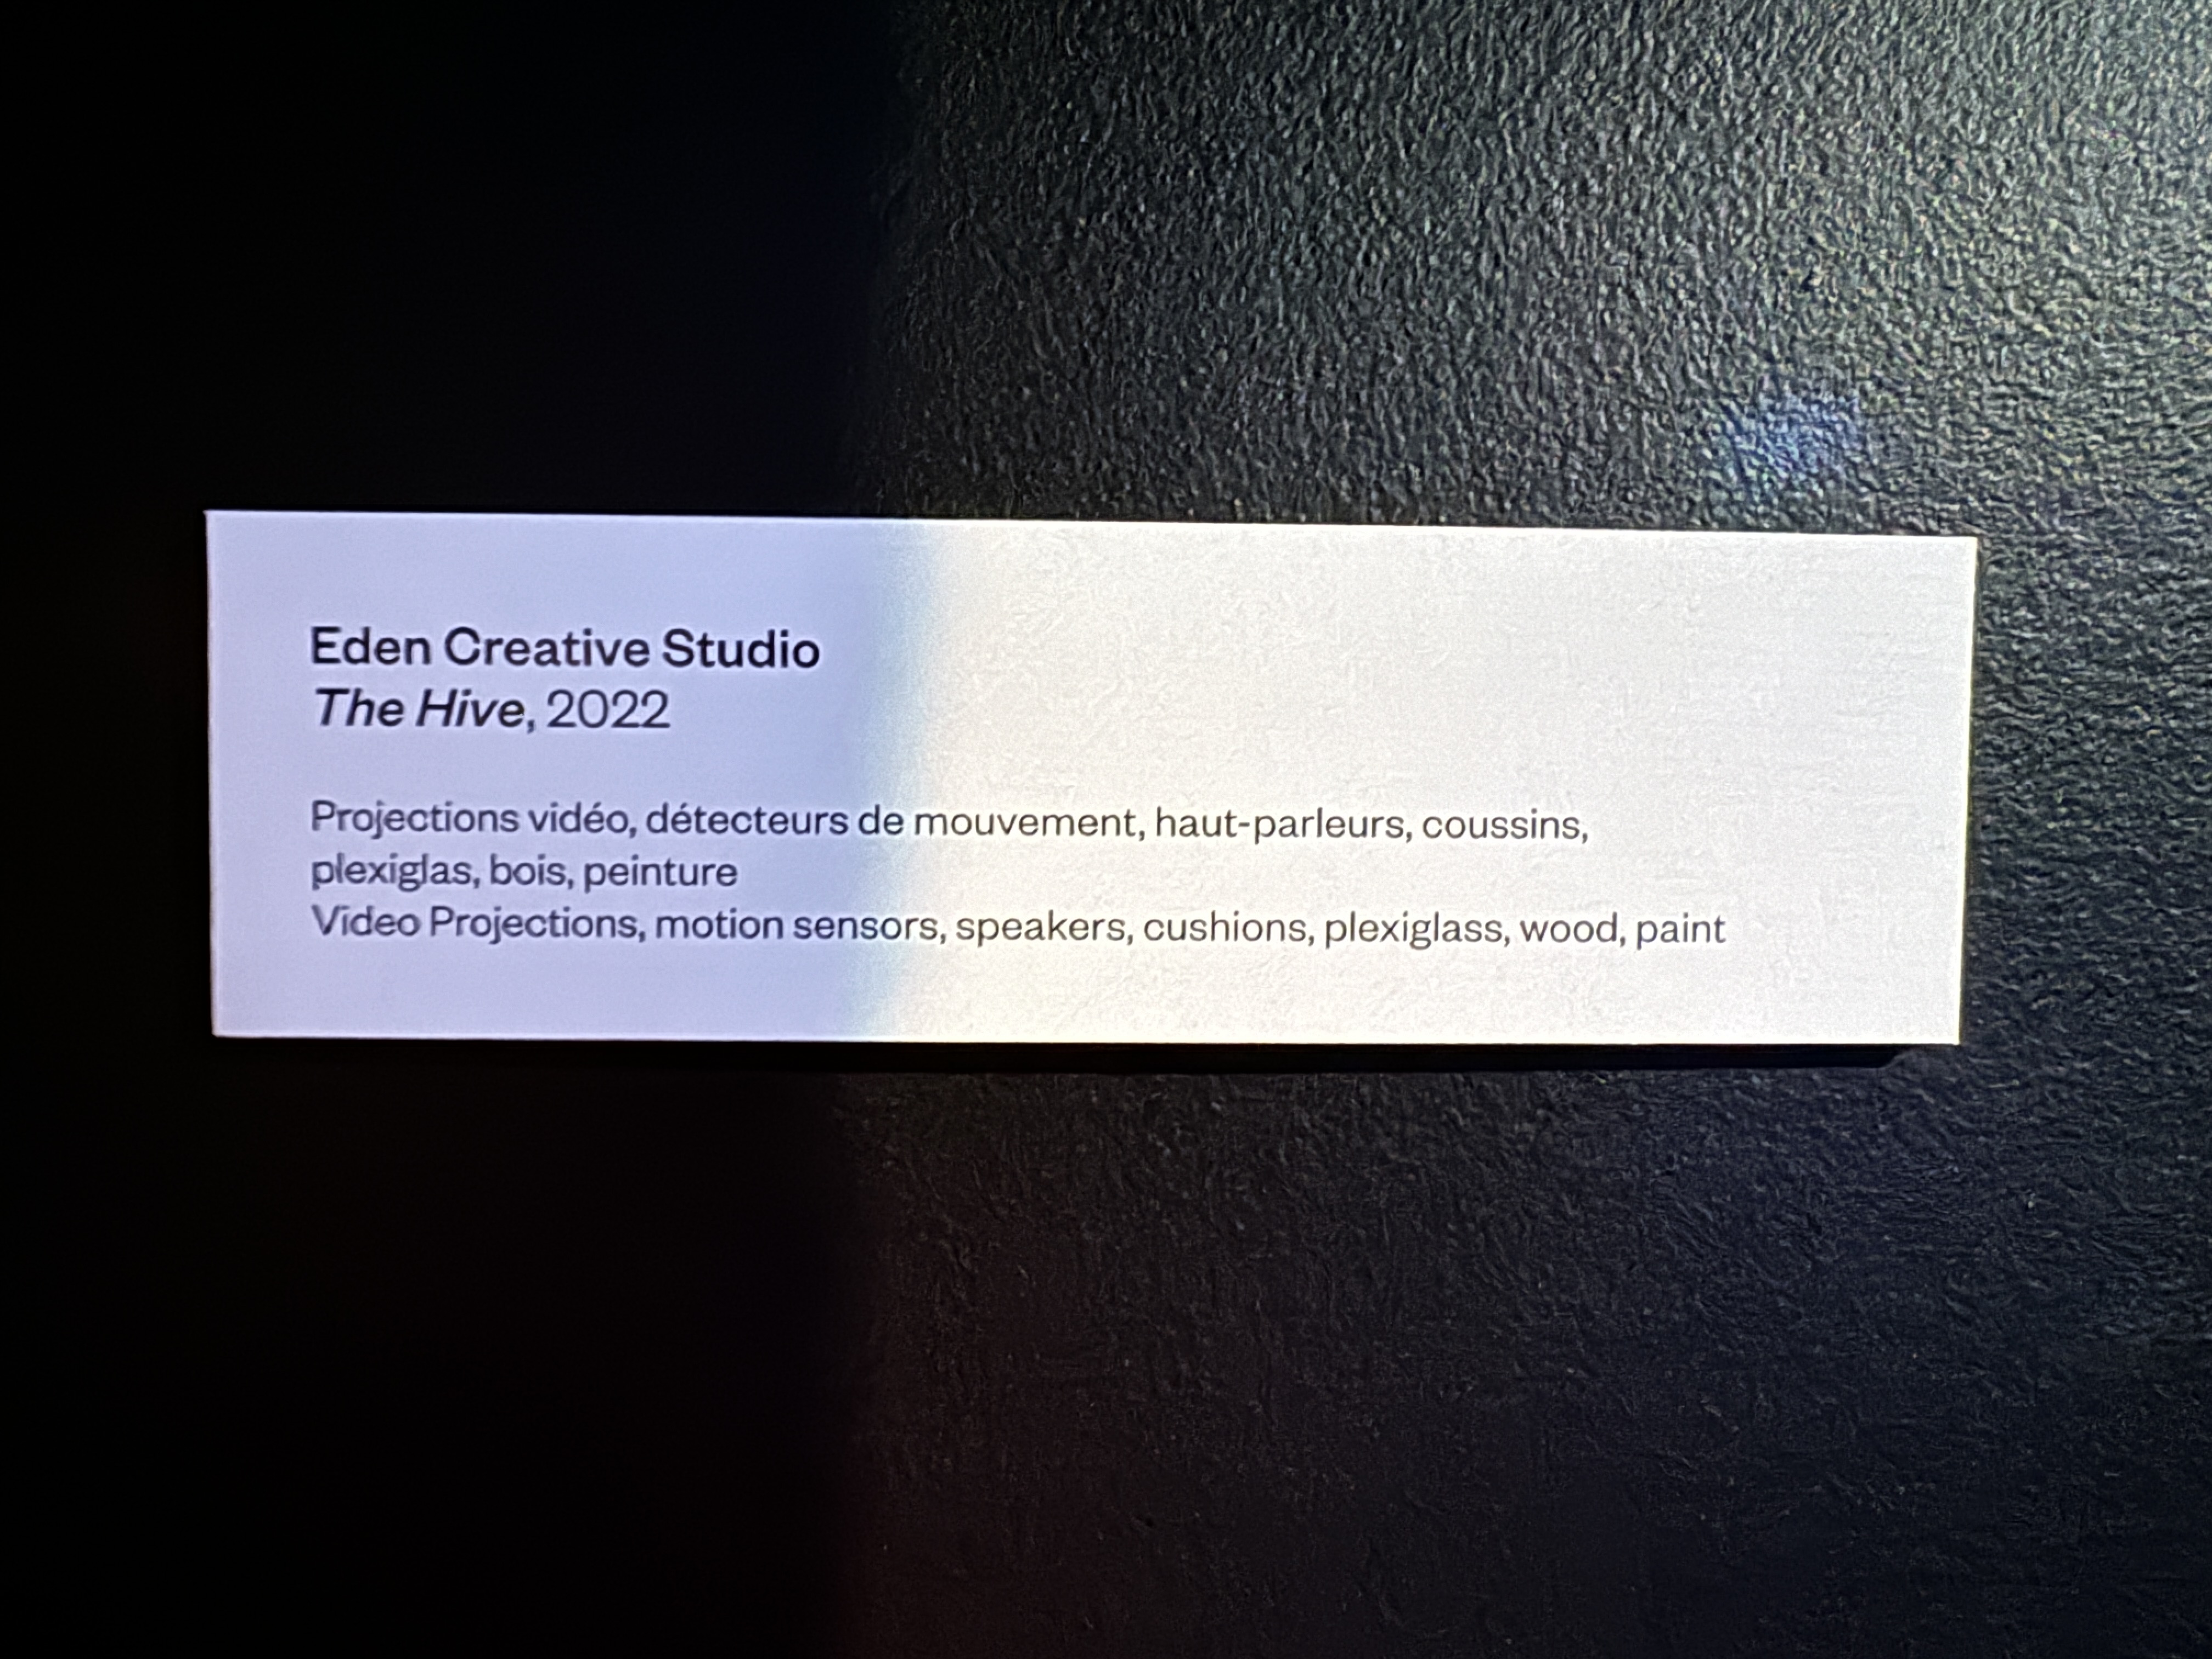 Eden Creative Studio
The Hive, 2022
Projections vidéo, détecteurs de mouvement, haut-parleurs, coussins,
plexiglas, bois, peinture
Video Projections, motion sensors, speakers, cushions, plexiglass, wood, paint